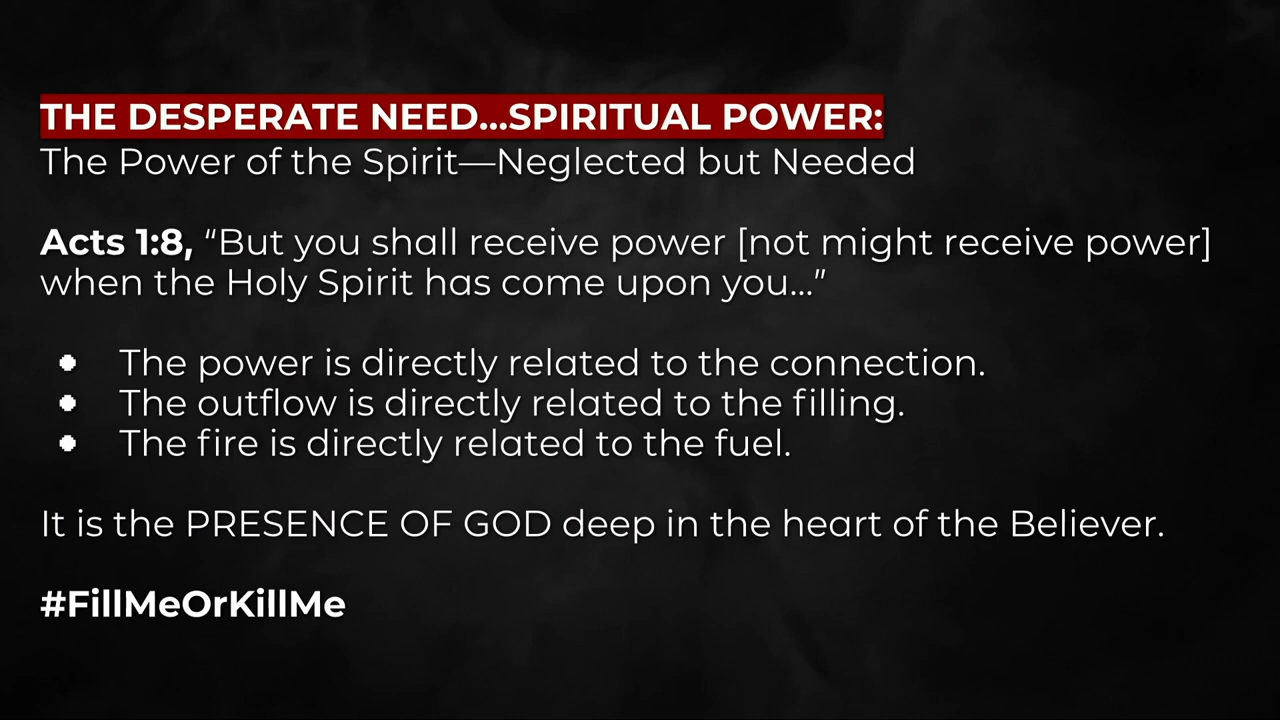 THE DESPERATE NEED...SPIRITUAL POWER:
The Power of the Spirit—Neglected but Needed
Acts 1:8, “But you shall receive power [not might receive power]
when the Holy Spirit has come upon you...”
● The power is directly related to the connection.
● The outflow is directly related to the filling.
● The fire is directly related to the fuel.
It is the PRESENCE OF GOD deep in the heart of the Believer.
#FillMeOrKillMe